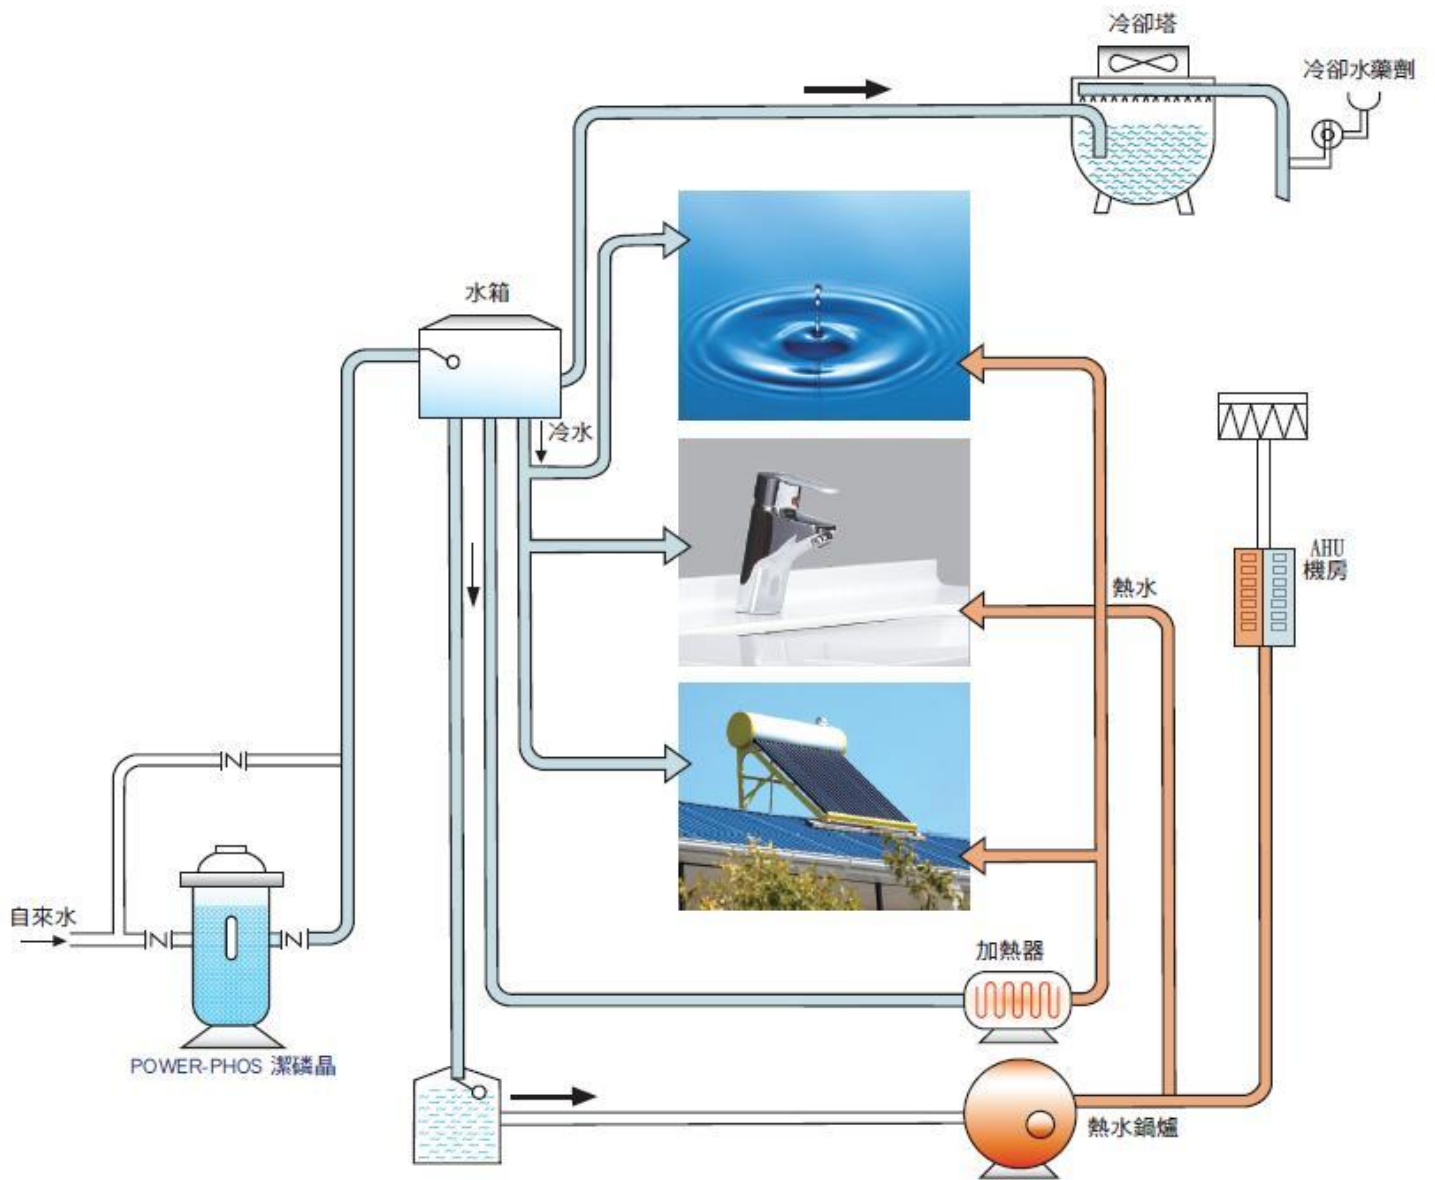 冷卻塔
冷卻水藥劑
水箱
冷水
AHU
機房
熱水
自來水
加熱器
POWER-PHOS 潔磷晶
熱水鍋爐